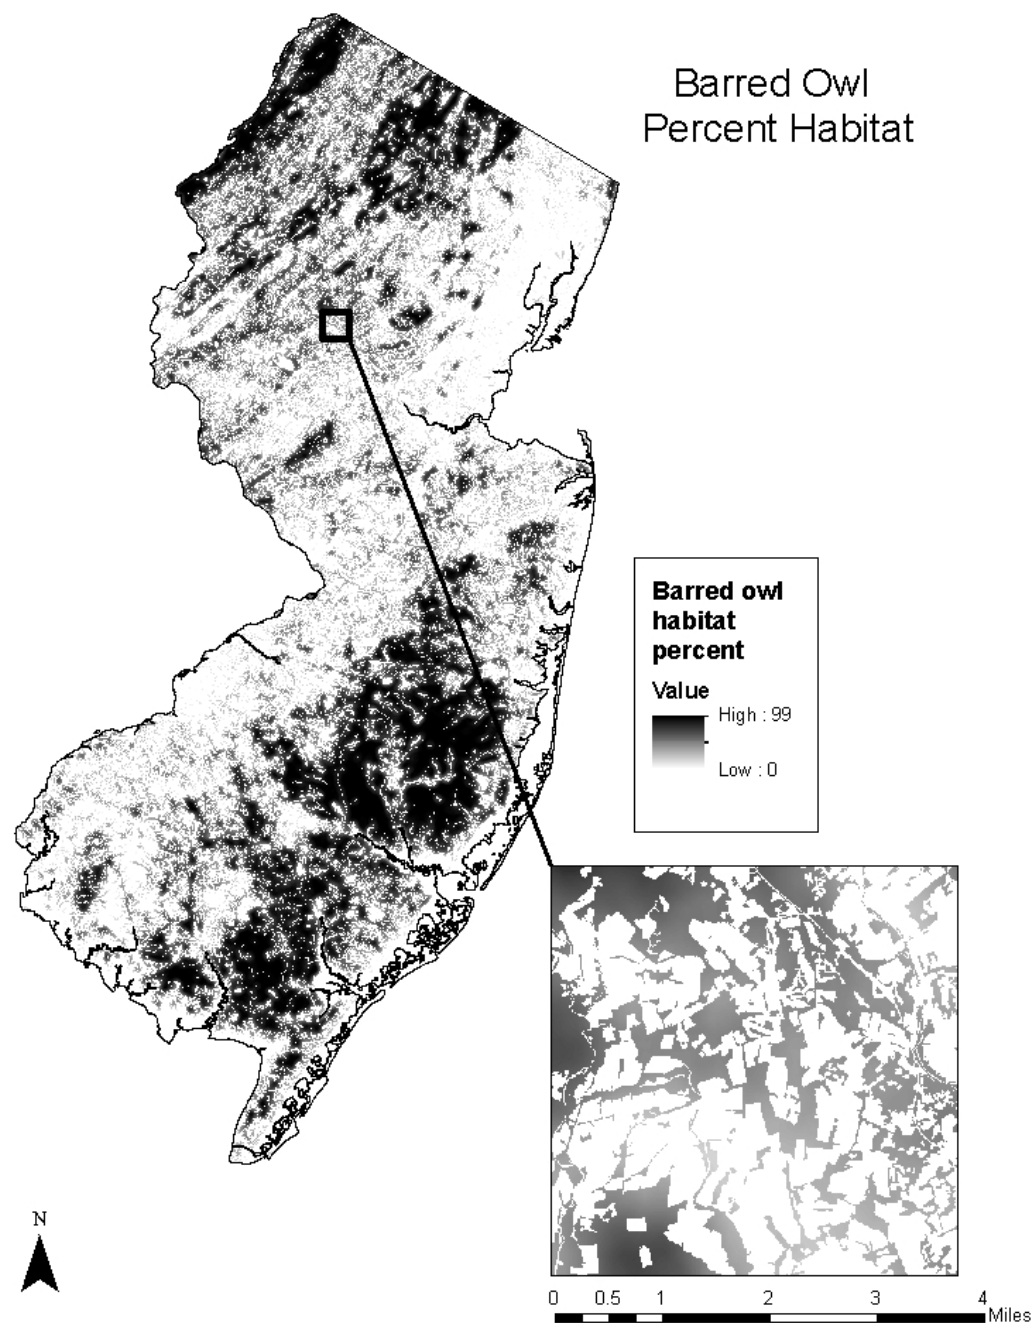 Barred Owl
Percent Habitat
Barred owl
habitat
percent
Value
High : 99
Low : 0
N
0 0.5 1 2 3 4
Miles